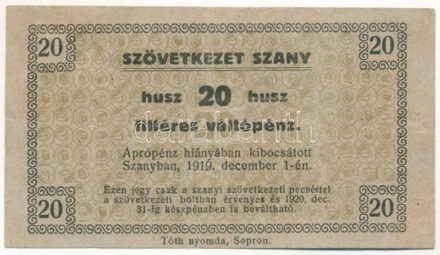 20 20
SZÖVETKEZET SZANY
husz 20 husz
filléres váltópénz.
Aprópénz hiányában kibocsátott
Szanyban, 1919. december 1-én.
Ezen jegy csak a szanyi szövetkezeti pecséttel
a szövetkezeti boltban érvenyes és 1920, dec.
31-ig készpénzben is beváltható.
20 20
Tóth nyomda, Sopron.